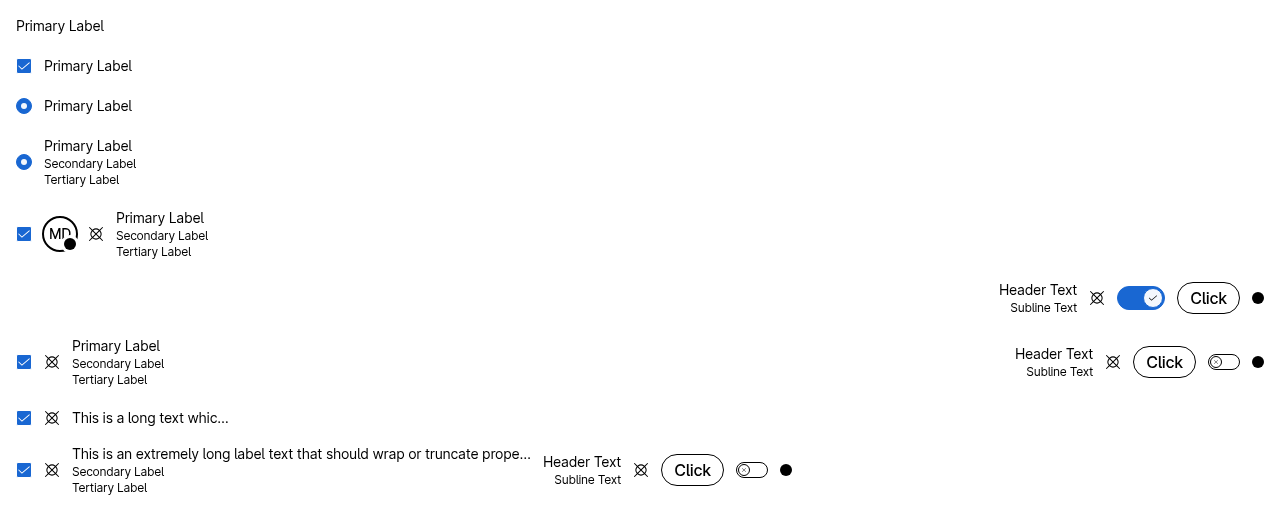 Primary Label
Primary Label
Primary Label
Primary Label
Secondary Label
Tertiary Label
MD
Primary Label
Secondary Label
Tertiary Label
Header Text
Subline Text
Click
Primary Label
Secondary Label
Tertiary Label
Header Text
Subline Text
Click
This is a long text whic...
This is an extremely long label text that should wrap or truncate prope...
Secondary Label
Tertiary Label
Header Text
Subline Text
Click